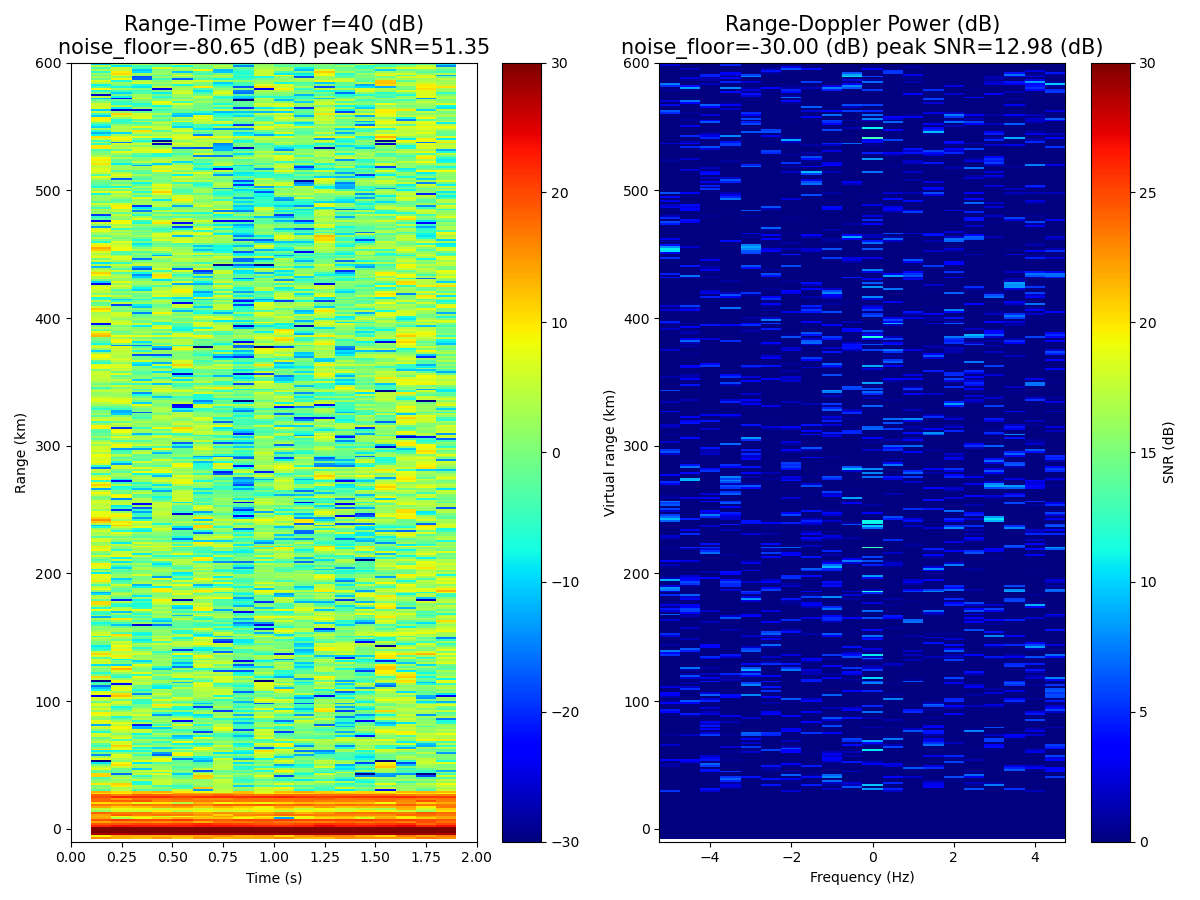 Range-Time Power f=40 (dB)
noise_floor=-80.65 (dB) peak SNR=51.35
Range-Doppler Power (dB)
noise_floor=-30.00 (dB) peak SNR=12.98 (dB)
600
500
400
300
200
100
0
Range (km)
0.00 0.25 0.50 0.75 1.00 1.25 1.50 1.75 2.00
Time (s)
30
20
10
0
−10
−20
−30
600
500
400
300
200
100
0
Virtual range (km)
−4 −2 0 2 4
Frequency (Hz)
30
25
20
15
10
5
0
SNR (dB)